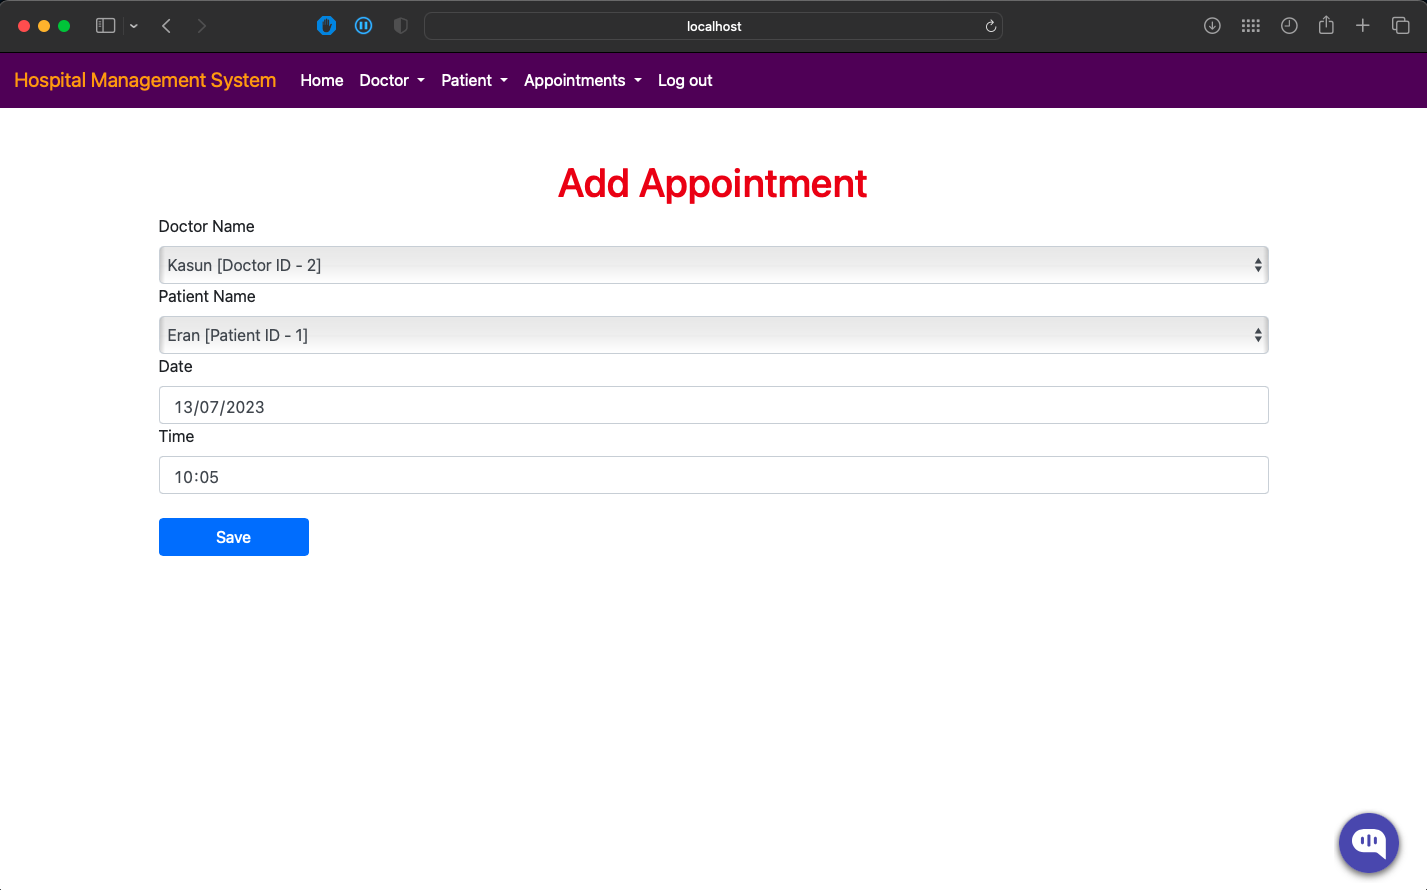 localhost
Hospital Management System Home Doctor Patient Appointments Log out
Add Appointment
Doctor Name
Kasun [Doctor ID - 2]
Patient Name
Eran [Patient ID - 1]
Date
13/07/2023
Time
10:05
Save